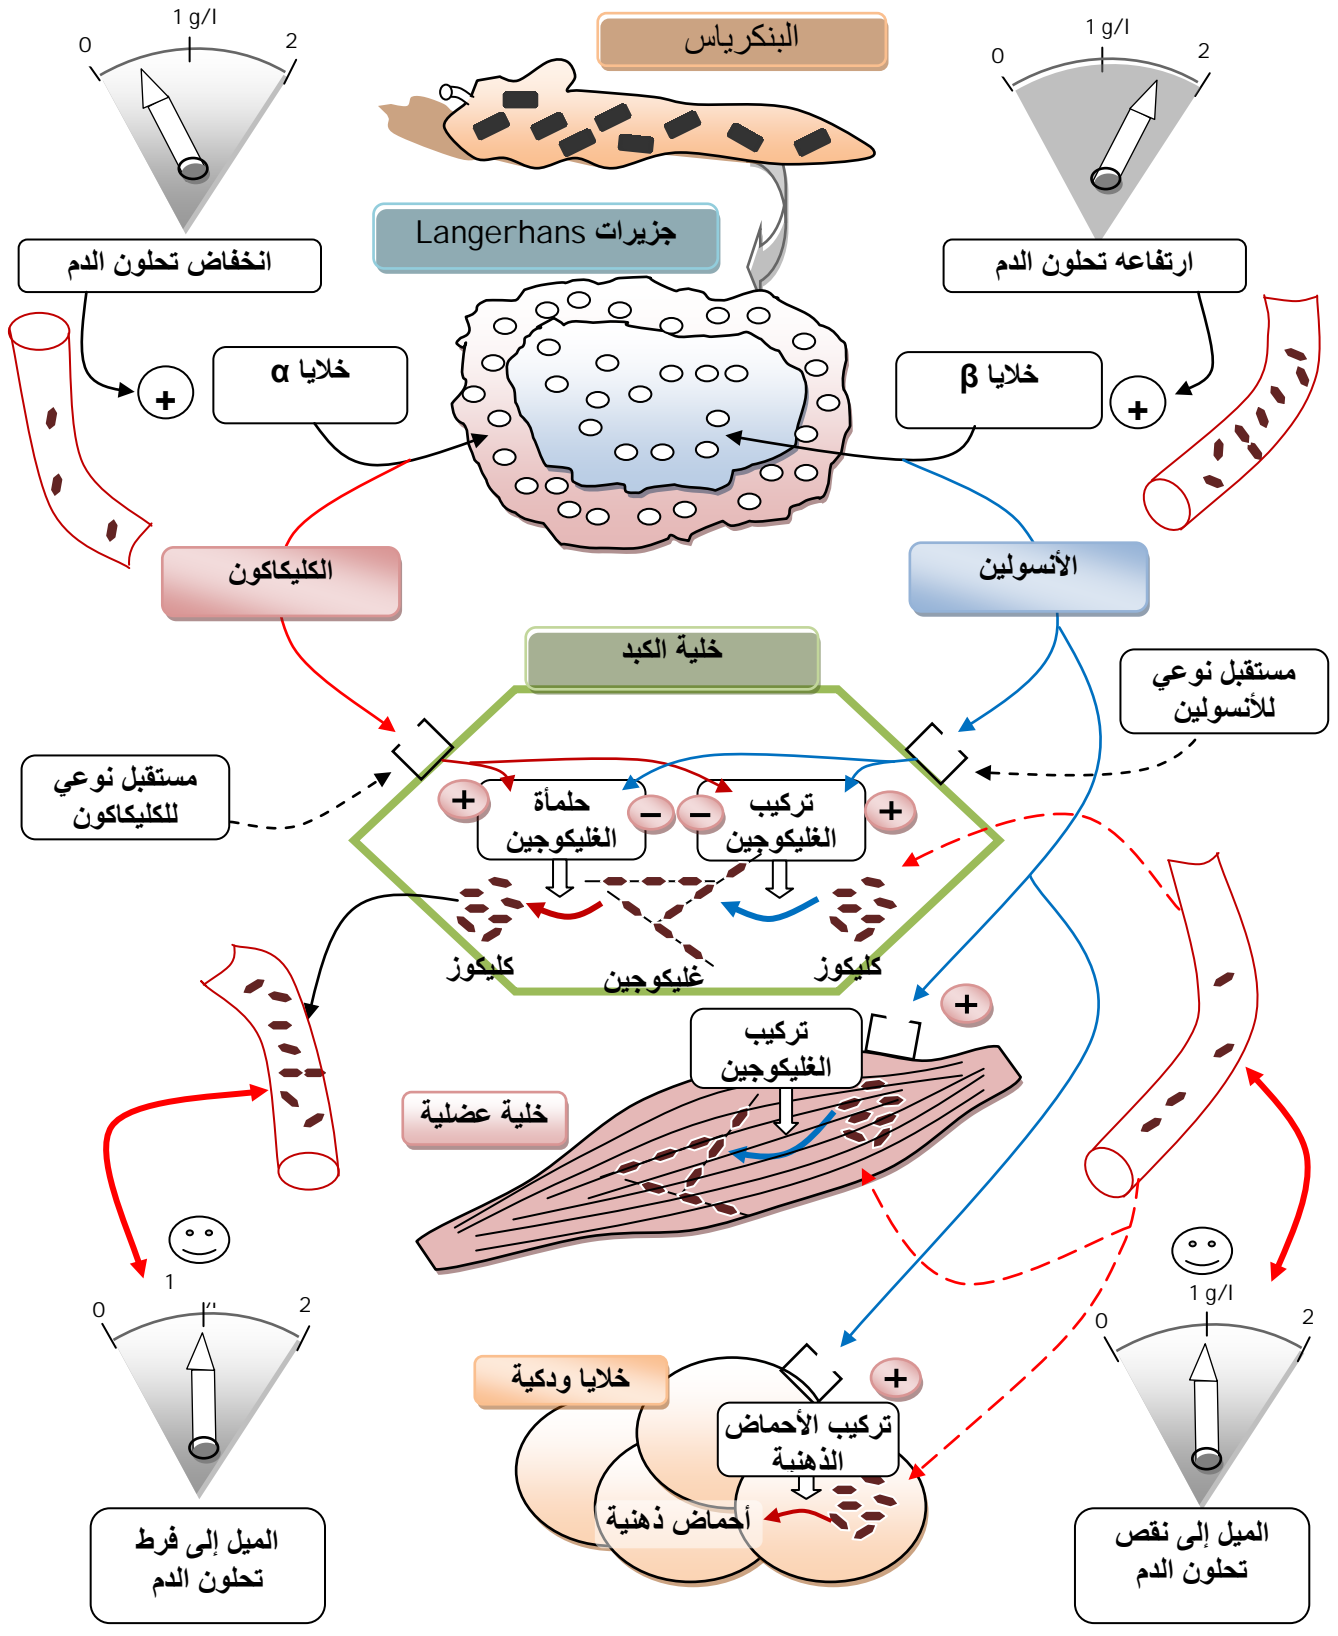 1 g/l
0
2
البنكرياس
1 g/l
0
2
جزيرات Langerhans
انخفاض تحلون الدم
ارتفاعه تحلون الدم
خلايا α
+
خلايا β
+
الكليكاكون
الأنسولين
خلية الكبد
مستقبل نوعي
للأنسولين
مستقبل نوعي
للكليكاكون
+
حلمأة
الغليكوجين
−
−
تركيب
الغليكوجين
+
كليكوز
غليكوجين
كليكوز
+
تركيب
الغليكوجين
خلية عضلية
1
0
2
1 g/l
0
2
خلايا ودكية
+
تركيب الأحماض
الذهنية
أحماض ذهنية
الميل إلى فرط
تحلون الدم
الميل إلى نقص
تحلون الدم